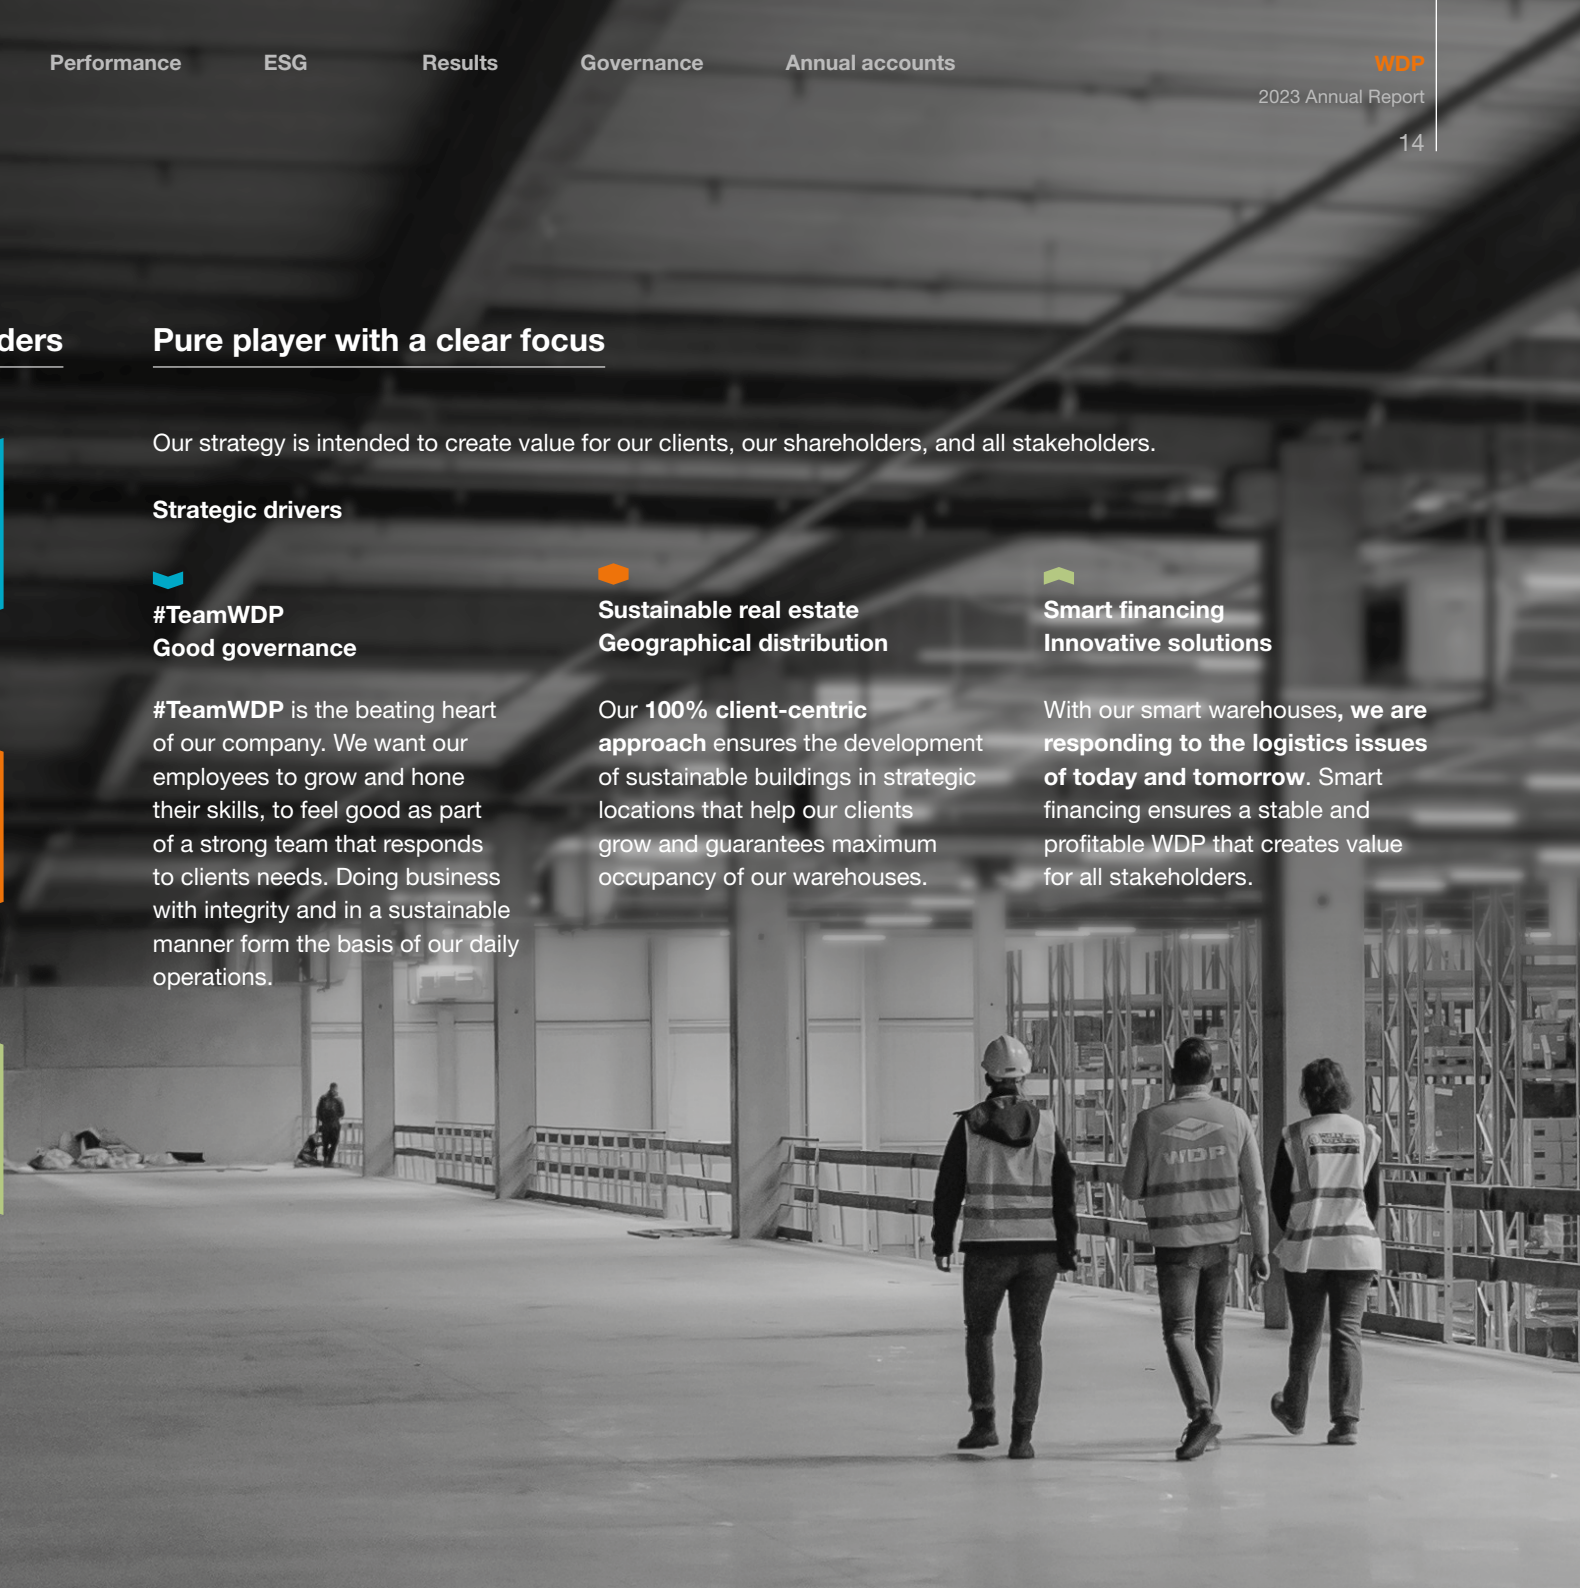 Performance ESG Results Governance Annual accounts
WDP
2023 Annual Report
14
ders
Pure player with a clear focus
Our strategy is intended to create value for our clients, our shareholders, and all stakeholders.
Strategic drivers
#TeamWDP
Good governance
#TeamWDP is the beating heart
of our company. We want our
employees to grow and hone
their skills, to feel good as part
of a strong team that responds
to clients needs. Doing business
with integrity and in a sustainable
manner form the basis of our daily
operations.
Sustainable real estate
Geographical distribution
Our 100% client-centric
approach ensures the development
of sustainable buildings in strategic
locations that help our clients
grow and guarantees maximum
occupancy of our warehouses.
Smart financing
Innovative solutions
With our smart warehouses, we are
responding to the logistics issues
of today and tomorrow. Smart
financing ensures a stable and
profitable WDP that creates value
for all stakeholders.
WDP